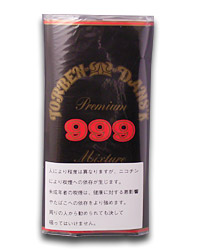 TORBEN DANSK
Premium
999
Mixture
人により程度は異なりますが、ニコチン
により喫煙への依存が生じます。
未成年者の喫煙は、健康に対する悪影響
やたばこへの依存をより強めます。
周りの人から勧められても決して
吸ってはいけません。